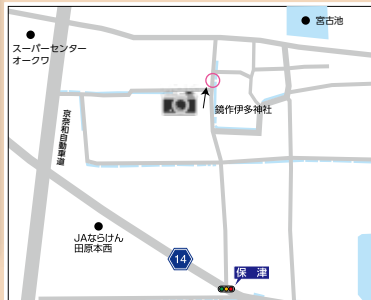 宮古池
スーパーセンター
オークワ
鏡作伊多神社
京奈和自動車道
JAならけん
田原本西
14
保津